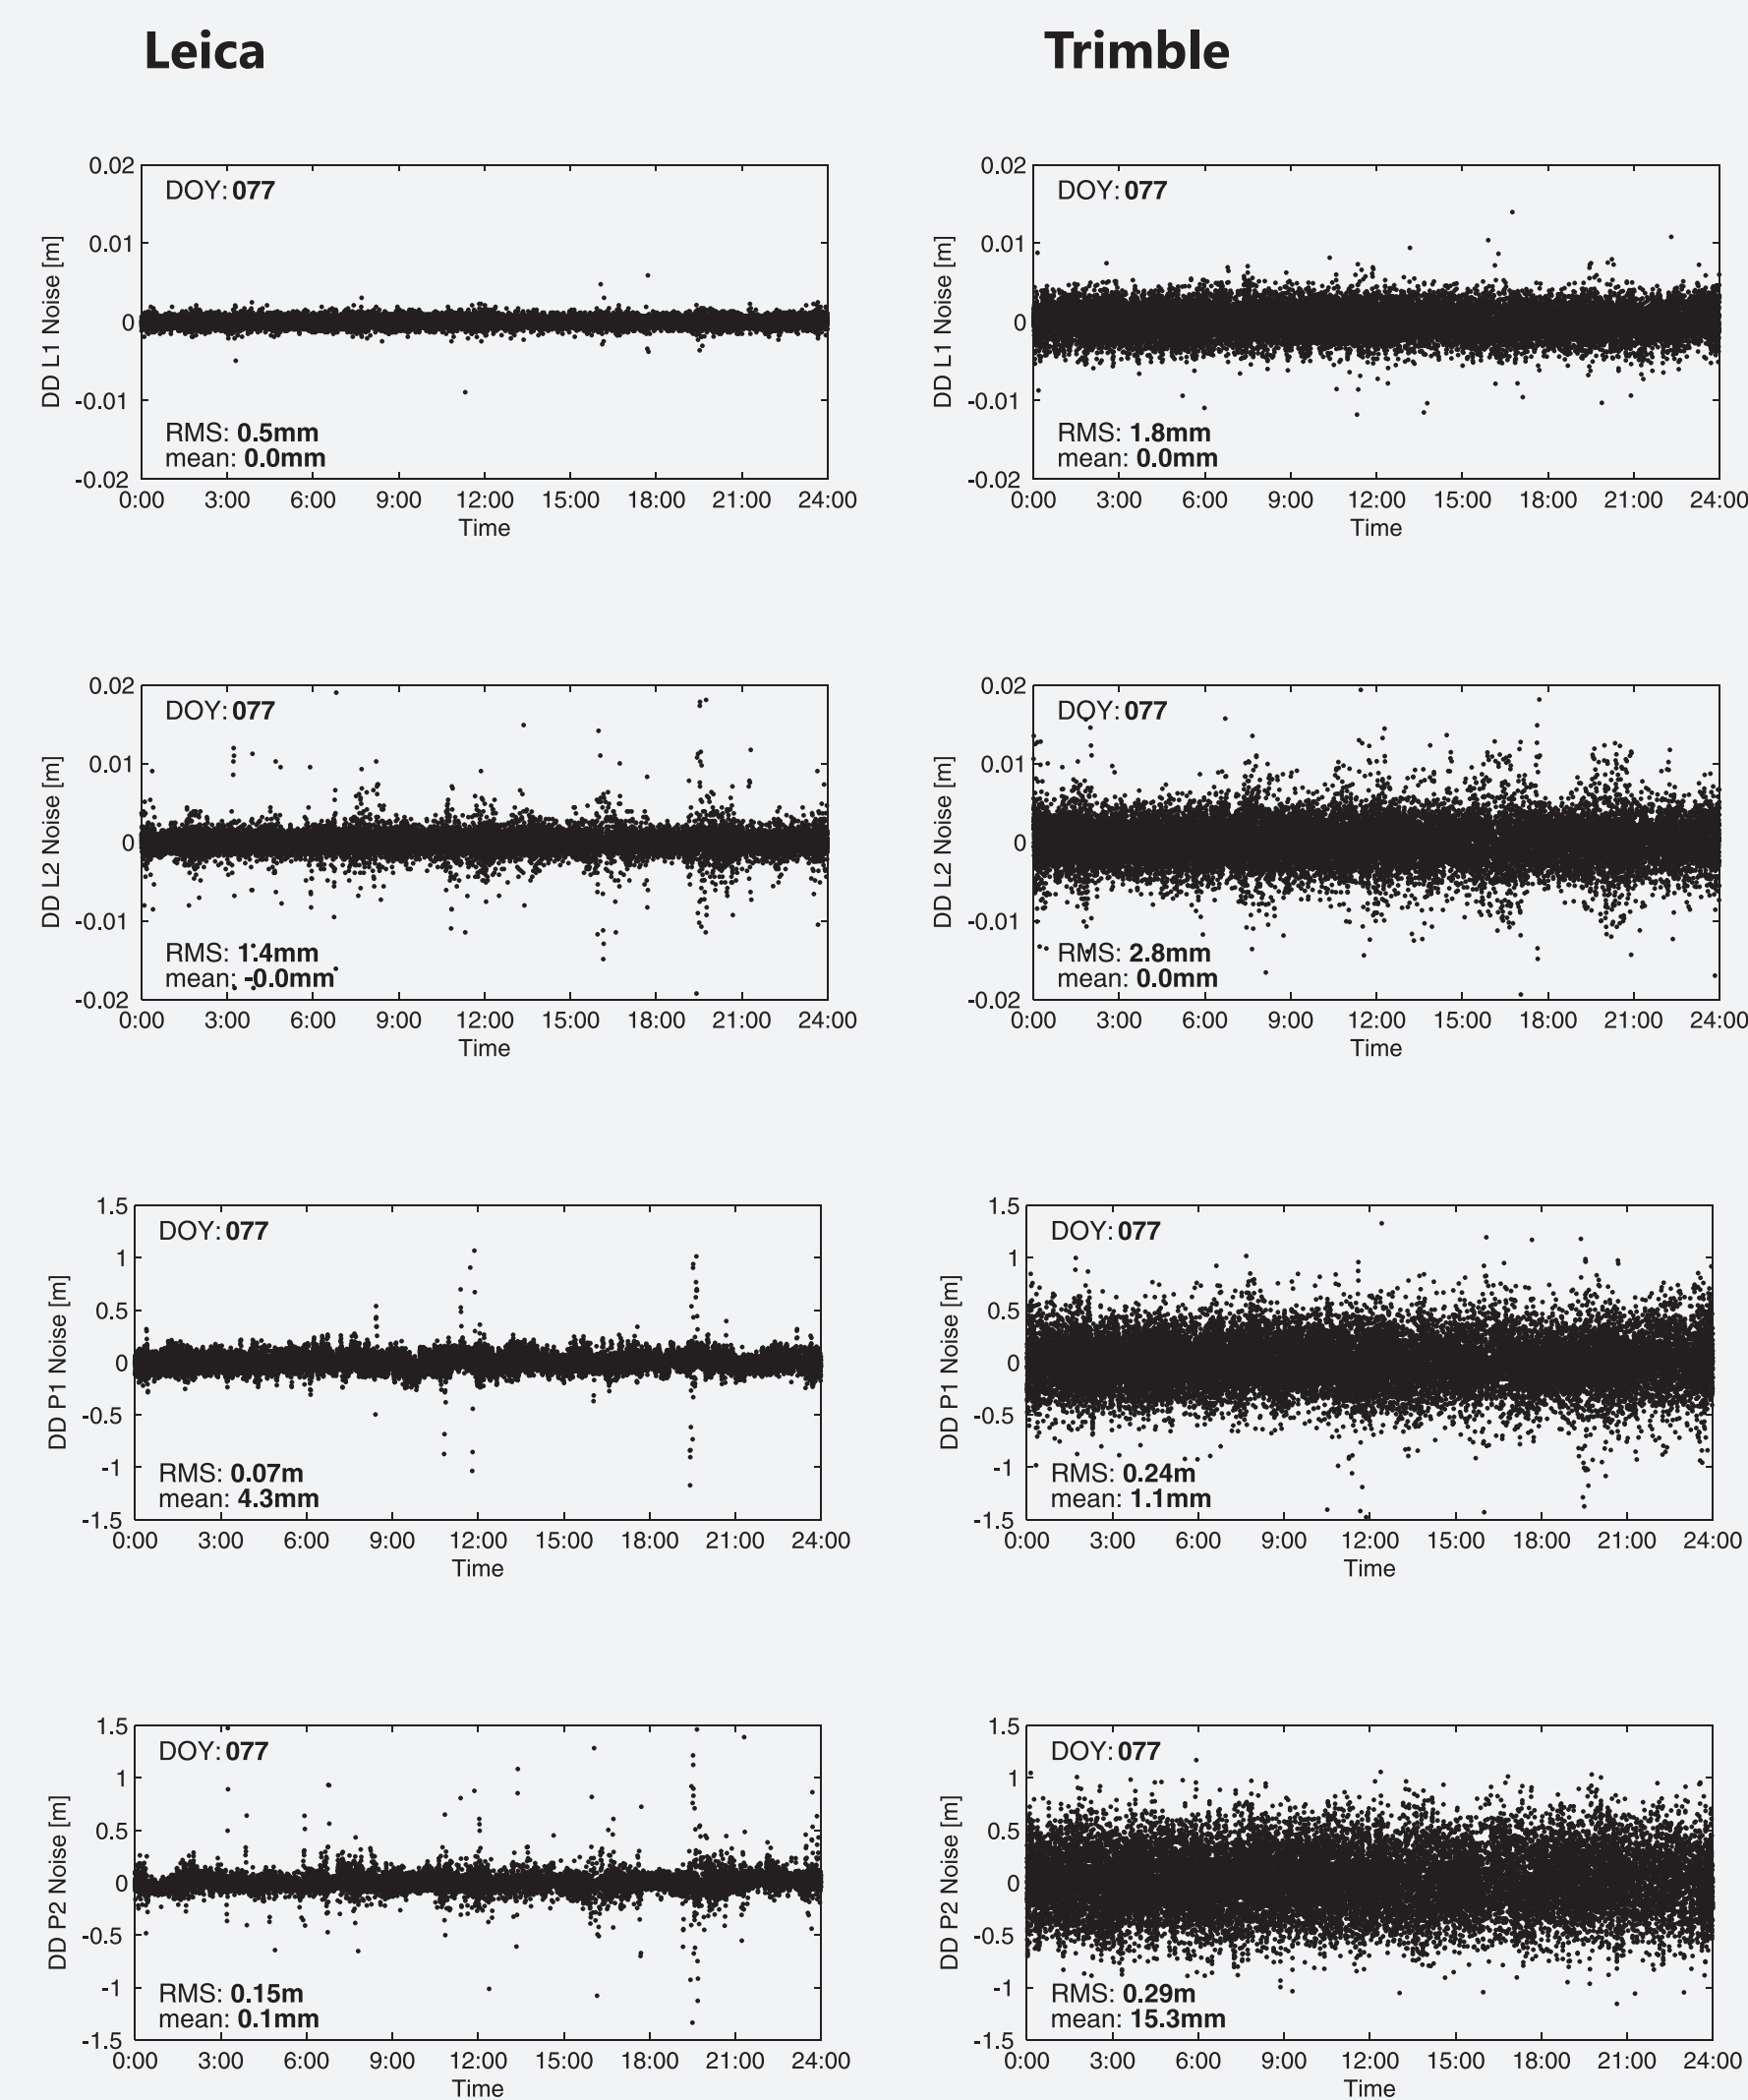 Leica
Trimble
0.02
0.01
0
-0.01
-0.02
DD L1 Noise [m]
DOY: 077
RMS: 0.5mm
mean: 0.0mm
0:00 3:00 6:00 9:00 12:00 15:00 18:00 21:00 24:00
Time
0.02
0.01
0
-0.01
-0.02
DD L1 Noise [m]
DOY: 077
RMS: 1.8mm
mean: 0.0mm
0:00 3:00 6:00 9:00 12:00 15:00 18:00 21:00 24:00
Time
0.02
0.01
0
-0.01
-0.02
DD L2 Noise [m]
DOY: 077
RMS: 1.4mm
mean: -0.0mm
0:00 3:00 6:00 9:00 12:00 15:00 18:00 21:00 24:00
Time
0.02
0.01
0
-0.01
-0.02
DD L2 Noise [m]
DOY: 077
RMS: 2.8mm
mean: 0.0mm
0:00 3:00 6:00 9:00 12:00 15:00 18:00 21:00 24:00
Time
1.5
1
0.5
0
-0.5
-1
-1.5
DD P1 Noise [m]
DOY: 077
RMS: 0.07m
mean: 4.3mm
0:00 3:00 6:00 9:00 12:00 15:00 18:00 21:00 24:00
Time
1.5
1
0.5
0
-0.5
-1
-1.5
DD P1 Noise [m]
DOY: 077
RMS: 0.24m
mean: 1.1mm
0:00 3:00 6:00 9:00 12:00 15:00 18:00 21:00 24:00
Time
1.5
1
0.5
0
-0.5
-1
-1.5
DD P2 Noise [m]
DOY: 077
RMS: 0.15m
mean: 0.1mm
0:00 3:00 6:00 9:00 12:00 15:00 18:00 21:00 24:00
Time
1.5
1
0.5
0
-0.5
-1
-1.5
DD P2 Noise [m]
DOY: 077
RMS: 0.29m
mean: 15.3mm
0:00 3:00 6:00 9:00 12:00 15:00 18:00 21:00 24:00
Time